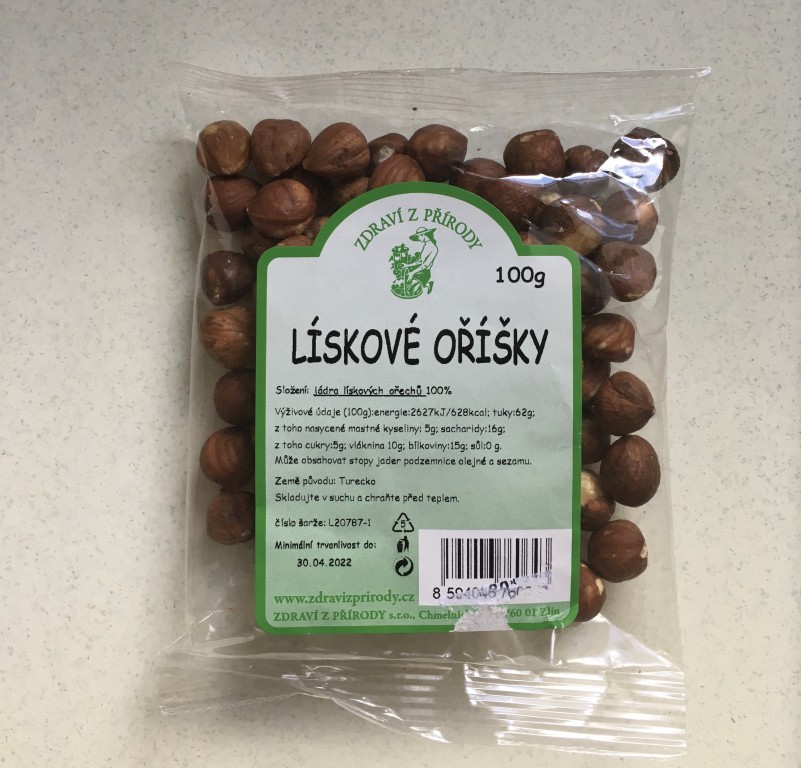 ZDRAVÍ Z PŘÍRODY
100g
LÍSKOVÉ OŘÍŠKY
Složení: jádra lískových ořechů 100%
Výživové údaje (100g):energie:2627kJ/628kcal; tuky:62g;
z toho nasycené mastné kyseliny: 5g; sacharidy:16g;
z toho cukry:5g; vláknina 10g; bílkoviny:15g; sůl:0 g.
Může obsahovat stopy jader podzemnice olejné a sezamu.
Země původu: Turecko
Skladujte v suchu a chraňte před teplem.
číslo šarže: L20787-1
5
Minimální trvanlivost do:
30.04.2022
www.zdravizprirody.cz
ZDRAVÍ Z PŘÍRODY s.r.o., 01 Zlín